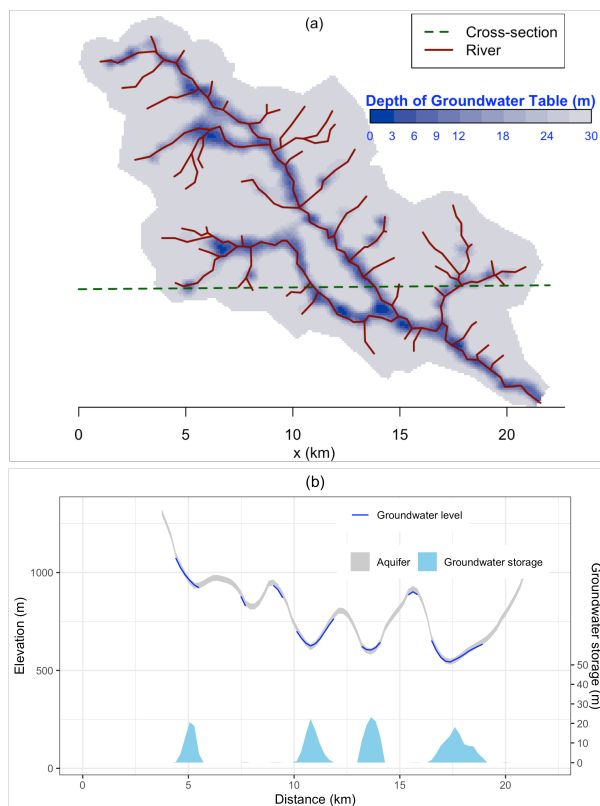 (a)
Cross-section
River
Depth of Groundwater Table (m)
0 3 6 9 12 18 24 30
0 5 10 15 20
x (km)
(b)
Groundwater level
Aquifer Groundwater storage
Elevation (m)
1000
500
0
Groundwater storage (m)
50
40
30
20
10
0
0 5 10 15 20
Distance (km)